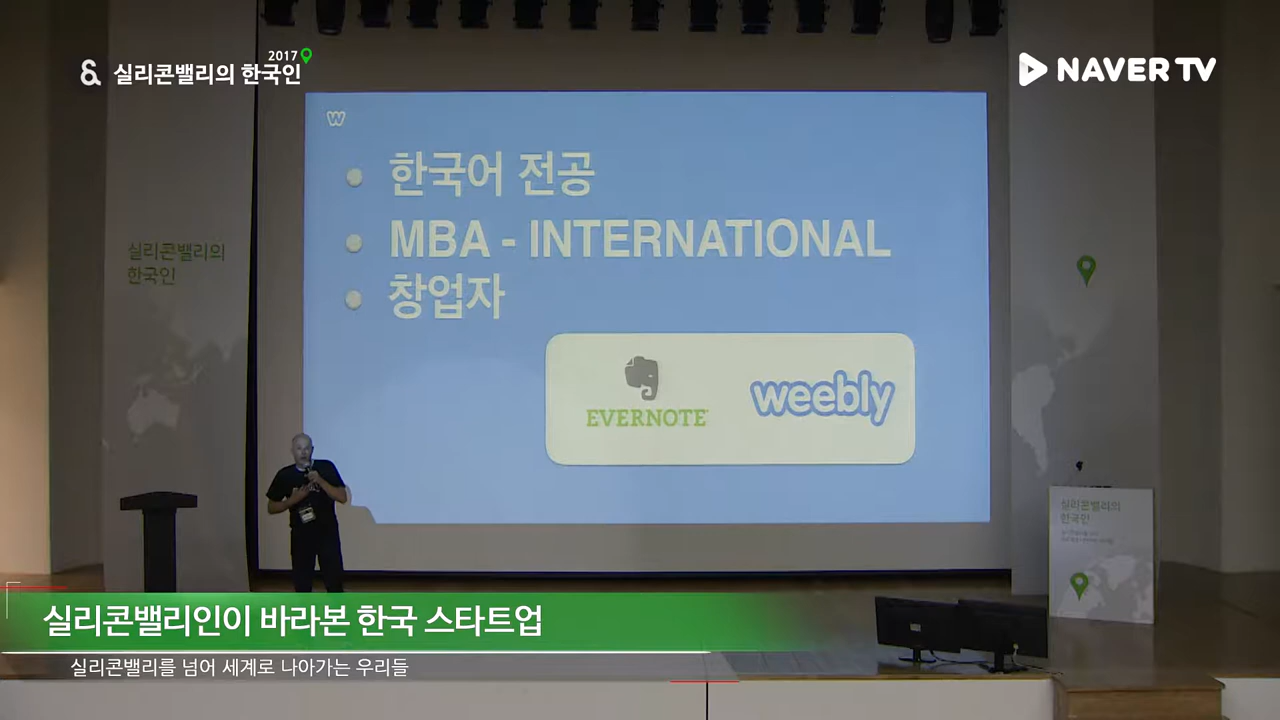 2017
& 실리콘밸리의 한국인
NAVER TV
w
한국어 전공
MBA - INTERNATIONAL
창업자
EVERNOTE
weebly
실리콘밸리의
한국인
실리콘밸리의
한국인
실리콘밸리인이 바라본 한국 스타트업
실리콘밸리를 넘어 세계로 나아가는 우리들